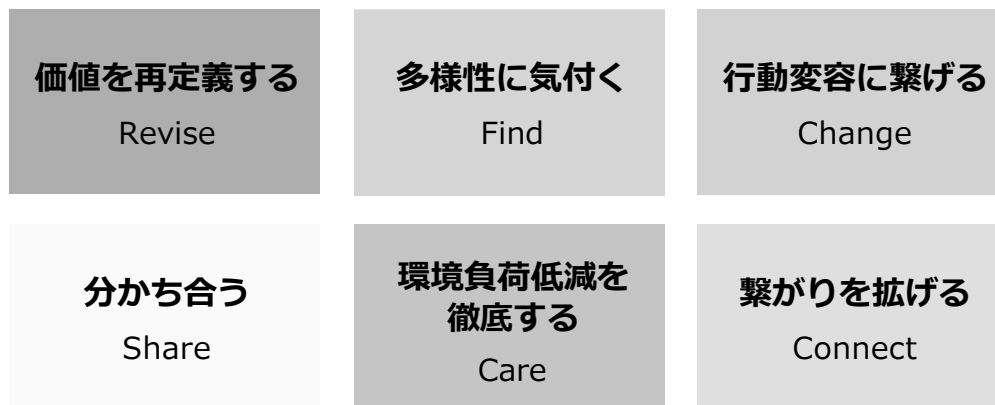 価値を再定義する
Revise
多様性に気付く
Find
行動変容に繋げる
Change
分かち合う
Share
環境負荷低減を
徹底する
Care
繋がりを拡げる
Connect